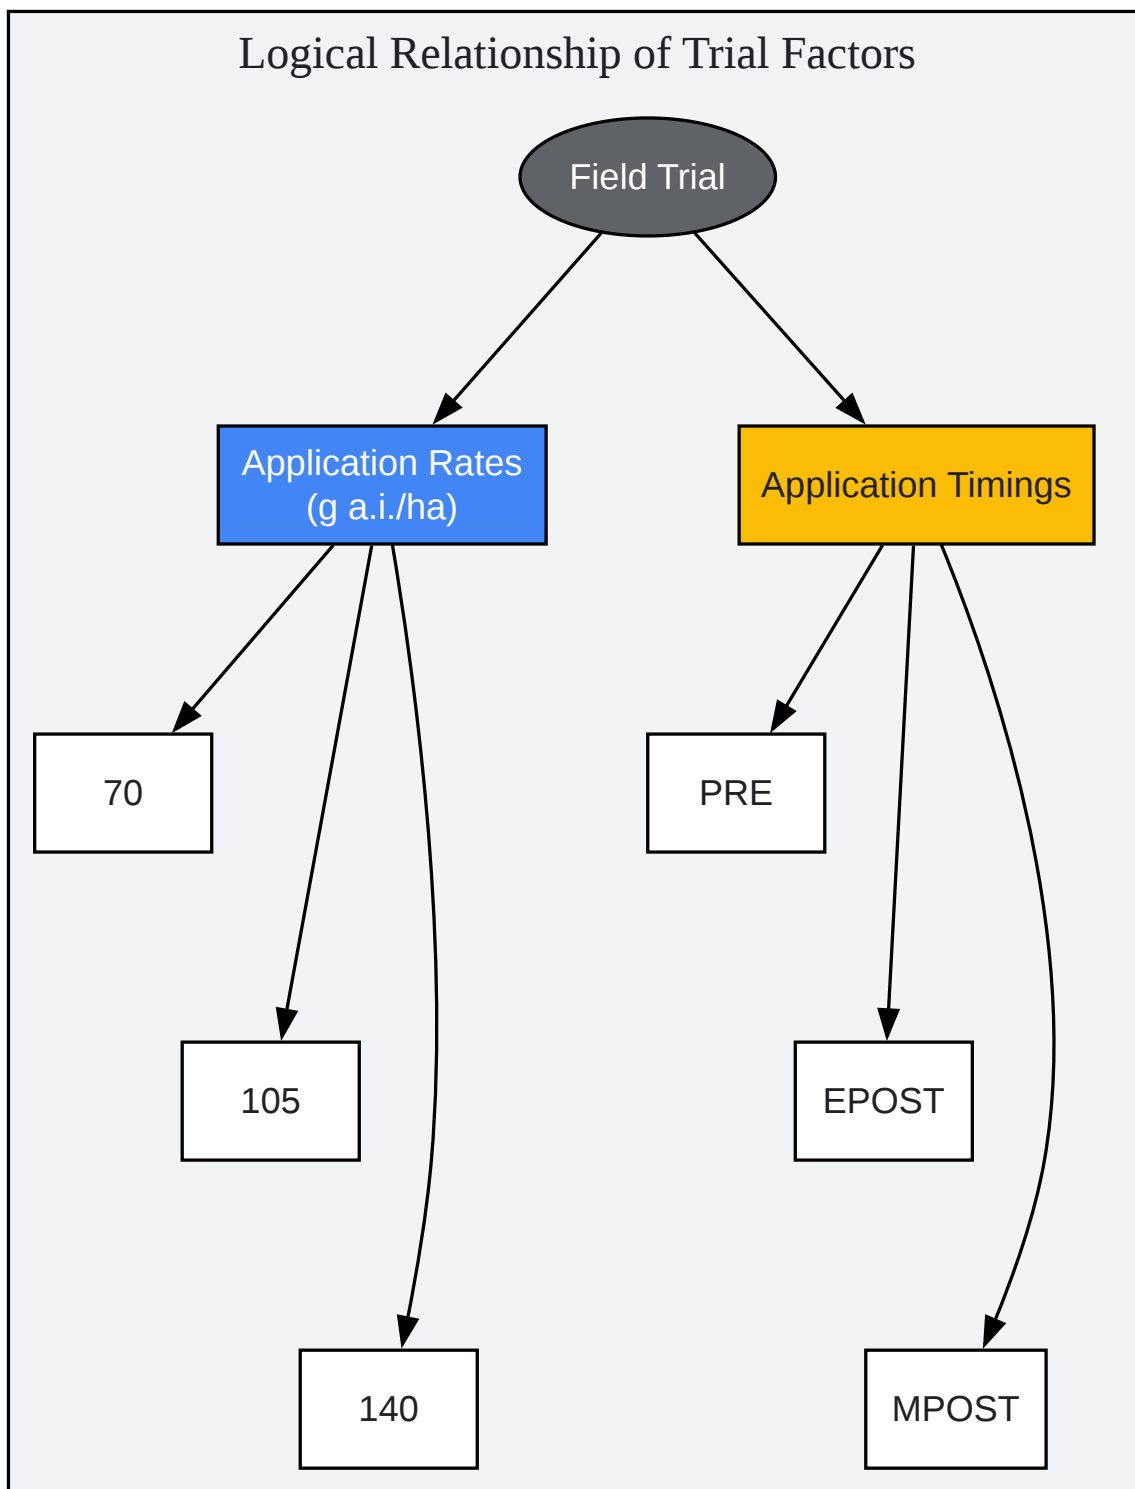 Logical Relationship of Trial Factors
Field Trial
Application Rates
(g a.i./ha)
Application Timings
70
PRE
105
EPOST
140
MPOST